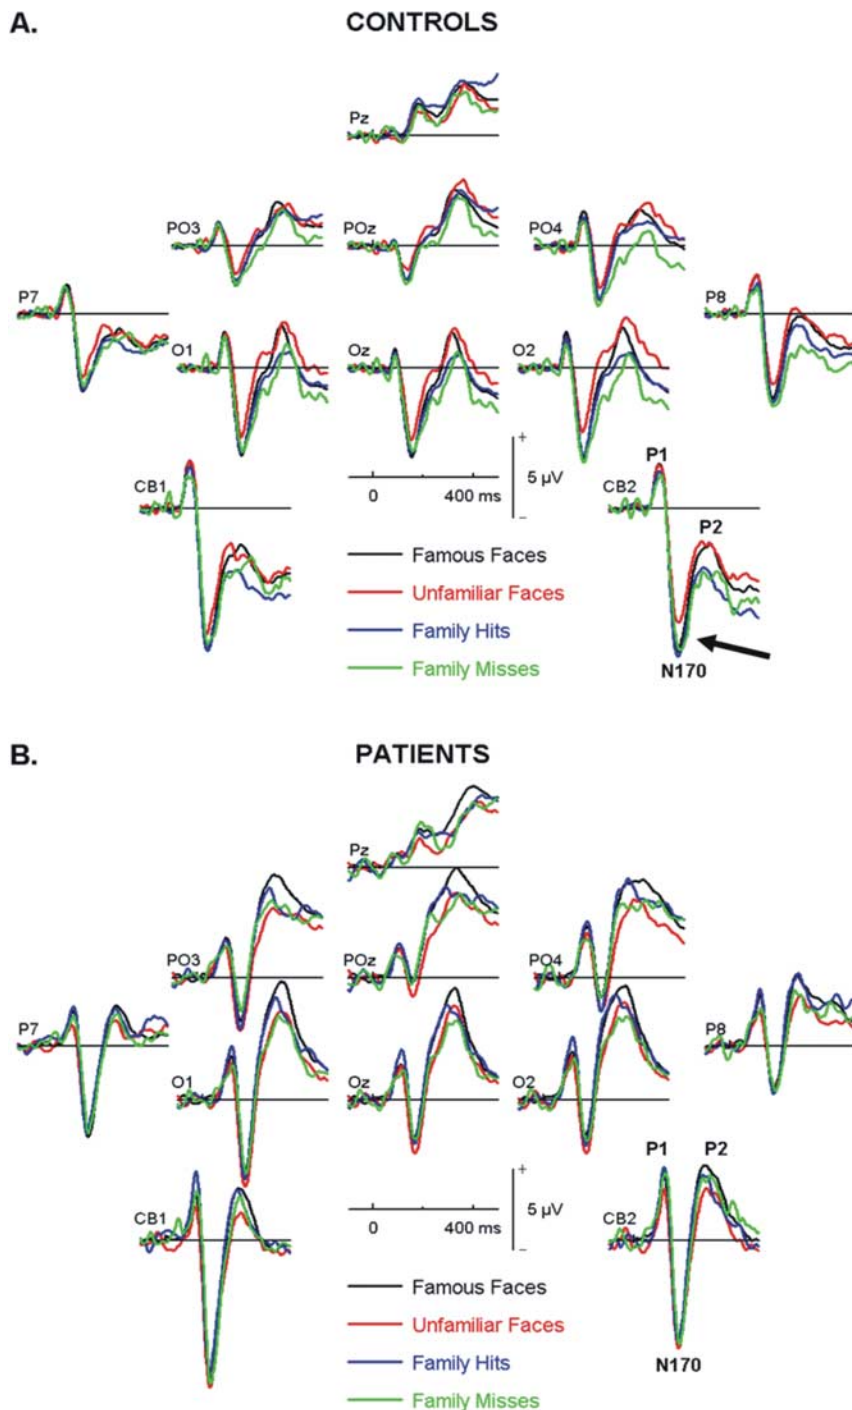 A.
CONTROLS
Pz
PO3
POz
PO4
P7
P8
O1
Oz
O2
CB1
+
5 µV
–
0
400 ms
CB2
P1
P2
N170
Famous Faces
Unfamiliar Faces
Family Hits
Family Misses
B.
PATIENTS
Pz
PO3
POz
PO4
P7
P8
O1
Oz
O2
CB1
+
5 µV
–
0
400 ms
CB2
P1
P2
N170
Famous Faces
Unfamiliar Faces
Family Hits
Family Misses